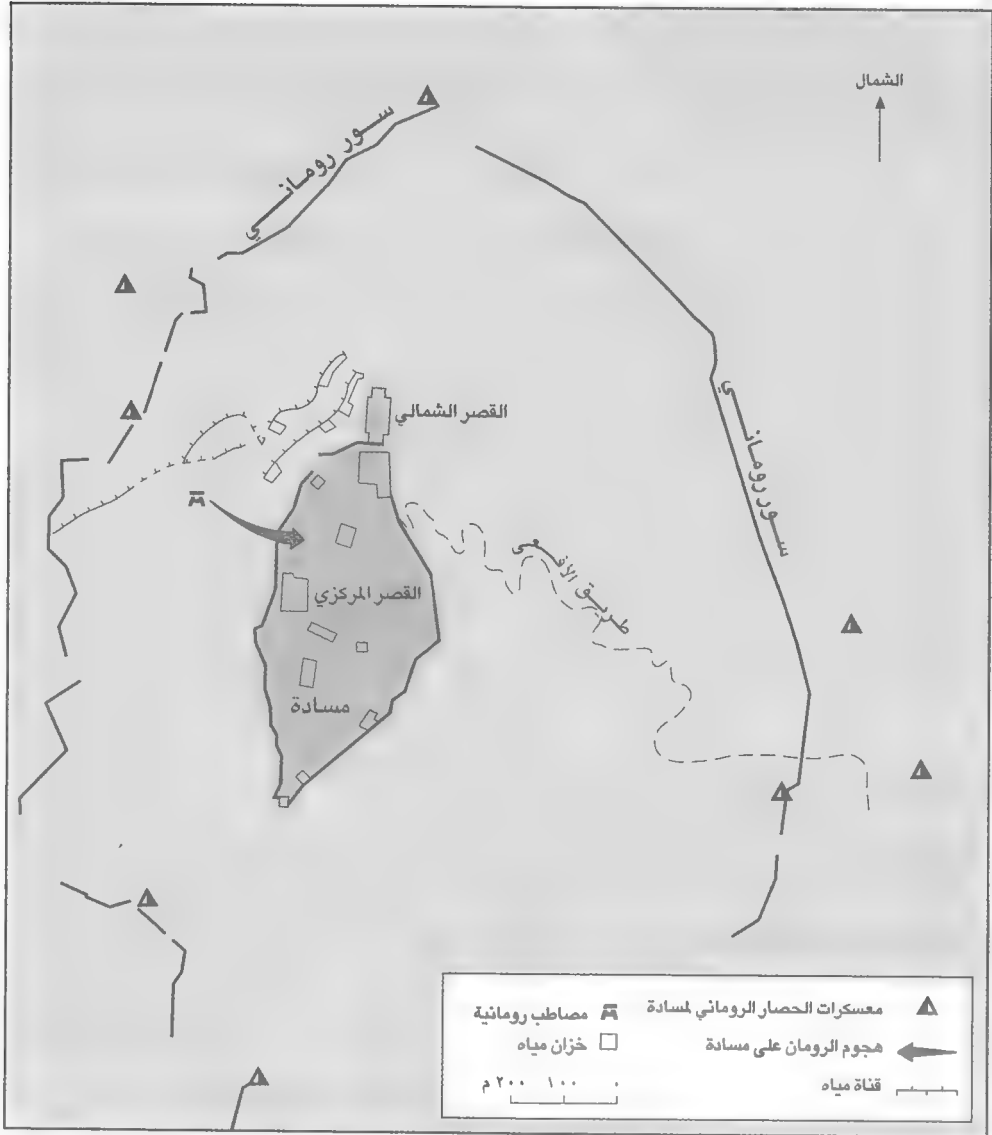 الشمال
سور روماني
القصر الشمالي
سور روماني
طريق الأفعى
القصر المركزي
مسادة
معسكرات الحصار الروماني لمسادة
مصاطب رومانية
هجوم الرومان على مسادة
خزان مياه
قناة مياه
٠ ١٠٠ ٢٠٠ م